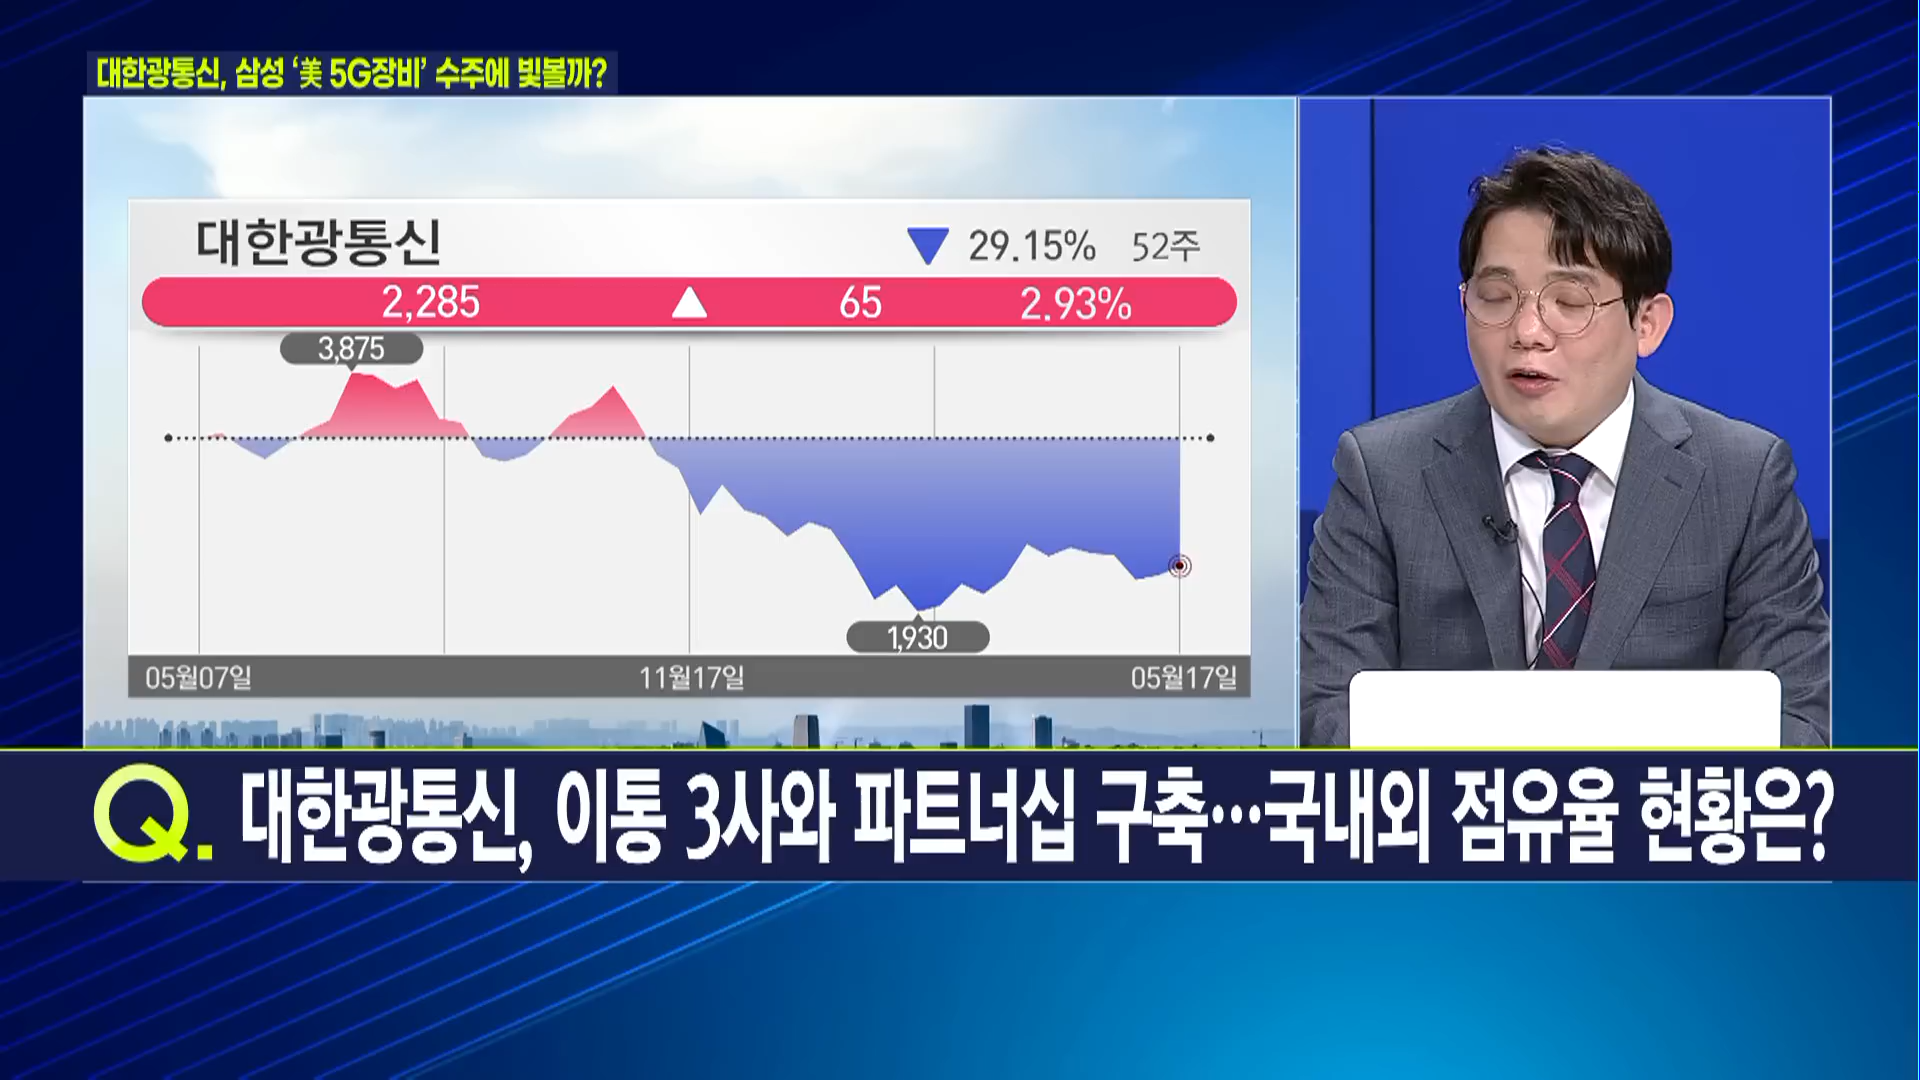 대한광통신, 삼성 ‘美 5G장비’ 수주에 빛볼까?
대한광통신 ▼ 29.15% 52주
2,285 ▲ 65 2.93%
3,875
1,930
05월07일 11월17일 05월17일
Q. 대한광통신, 이통 3사와 파트너십 구축…국내외 점유율 현황은?